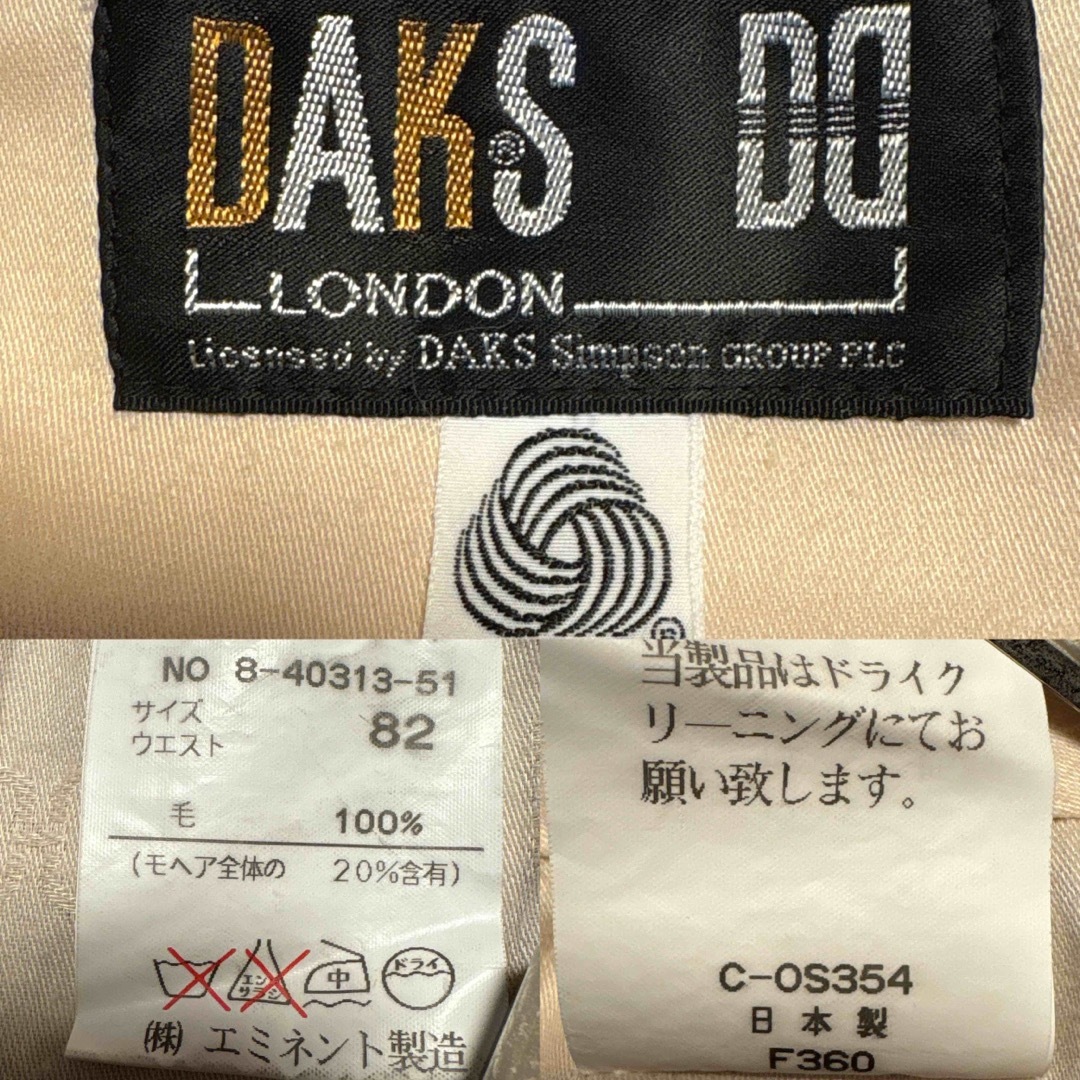 DAKS® DD
LONDON
Licensed by DAKS Simpson GROUP PLC
®
NO 8-40313-51
サイズ
ウエスト 82
毛 100%
(モヘア全体の 20%含有)
エンソサラシ 中 ドライ
(株) エミネント製造
当製品はドライク
リーニングにてお
願い致します。
C-OS354
日本製
F360